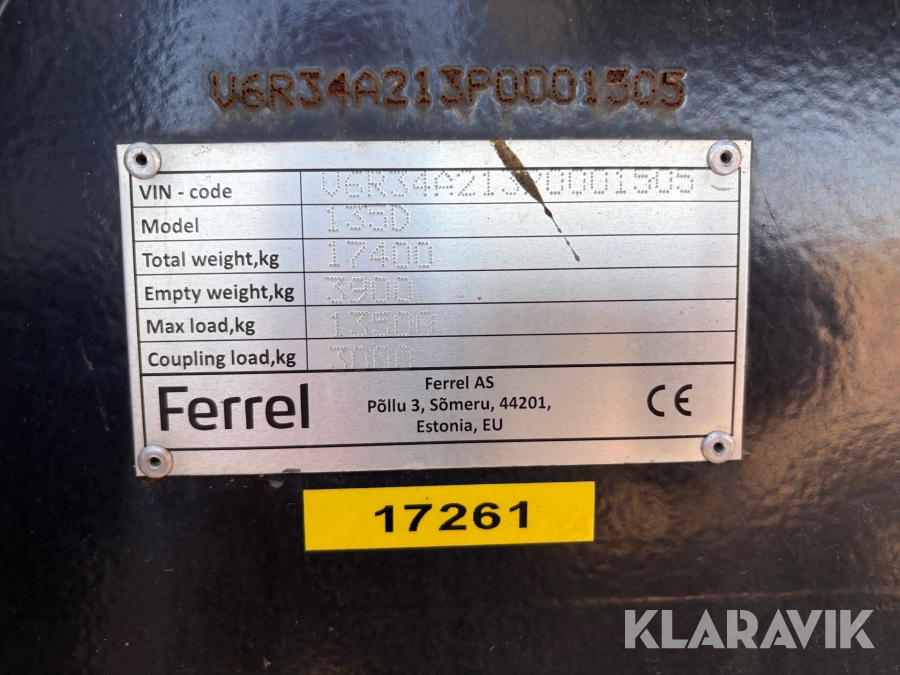 V6R34A213P0001505
VIN - code V6R34A213P0001505
Model 135D
Total weight,kg 17400
Empty weight,kg 3900
Max load,kg 13500
Coupling load,kg 3000
Ferrel
Ferrel AS
Põllu 3, Sõmeru, 44201,
Estonia, EU
CE
17261
KLARAVIK